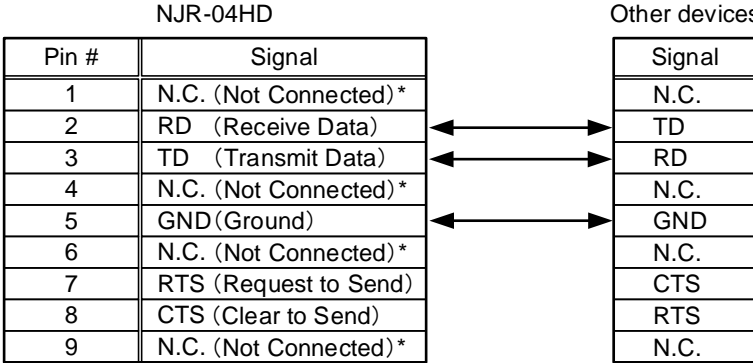 NJR-04HD Other devices
Pin # Signal Signal
1 N.C. (Not Connected)* N.C.
2 RD (Receive Data) TD
3 TD (Transmit Data) RD
4 N.C. (Not Connected)* N.C.
5 GND(Ground) GND
6 N.C. (Not Connected)* N.C.
7 RTS (Request to Send) CTS
8 CTS (Clear to Send) RTS
9 N.C. (Not Connected)* N.C.